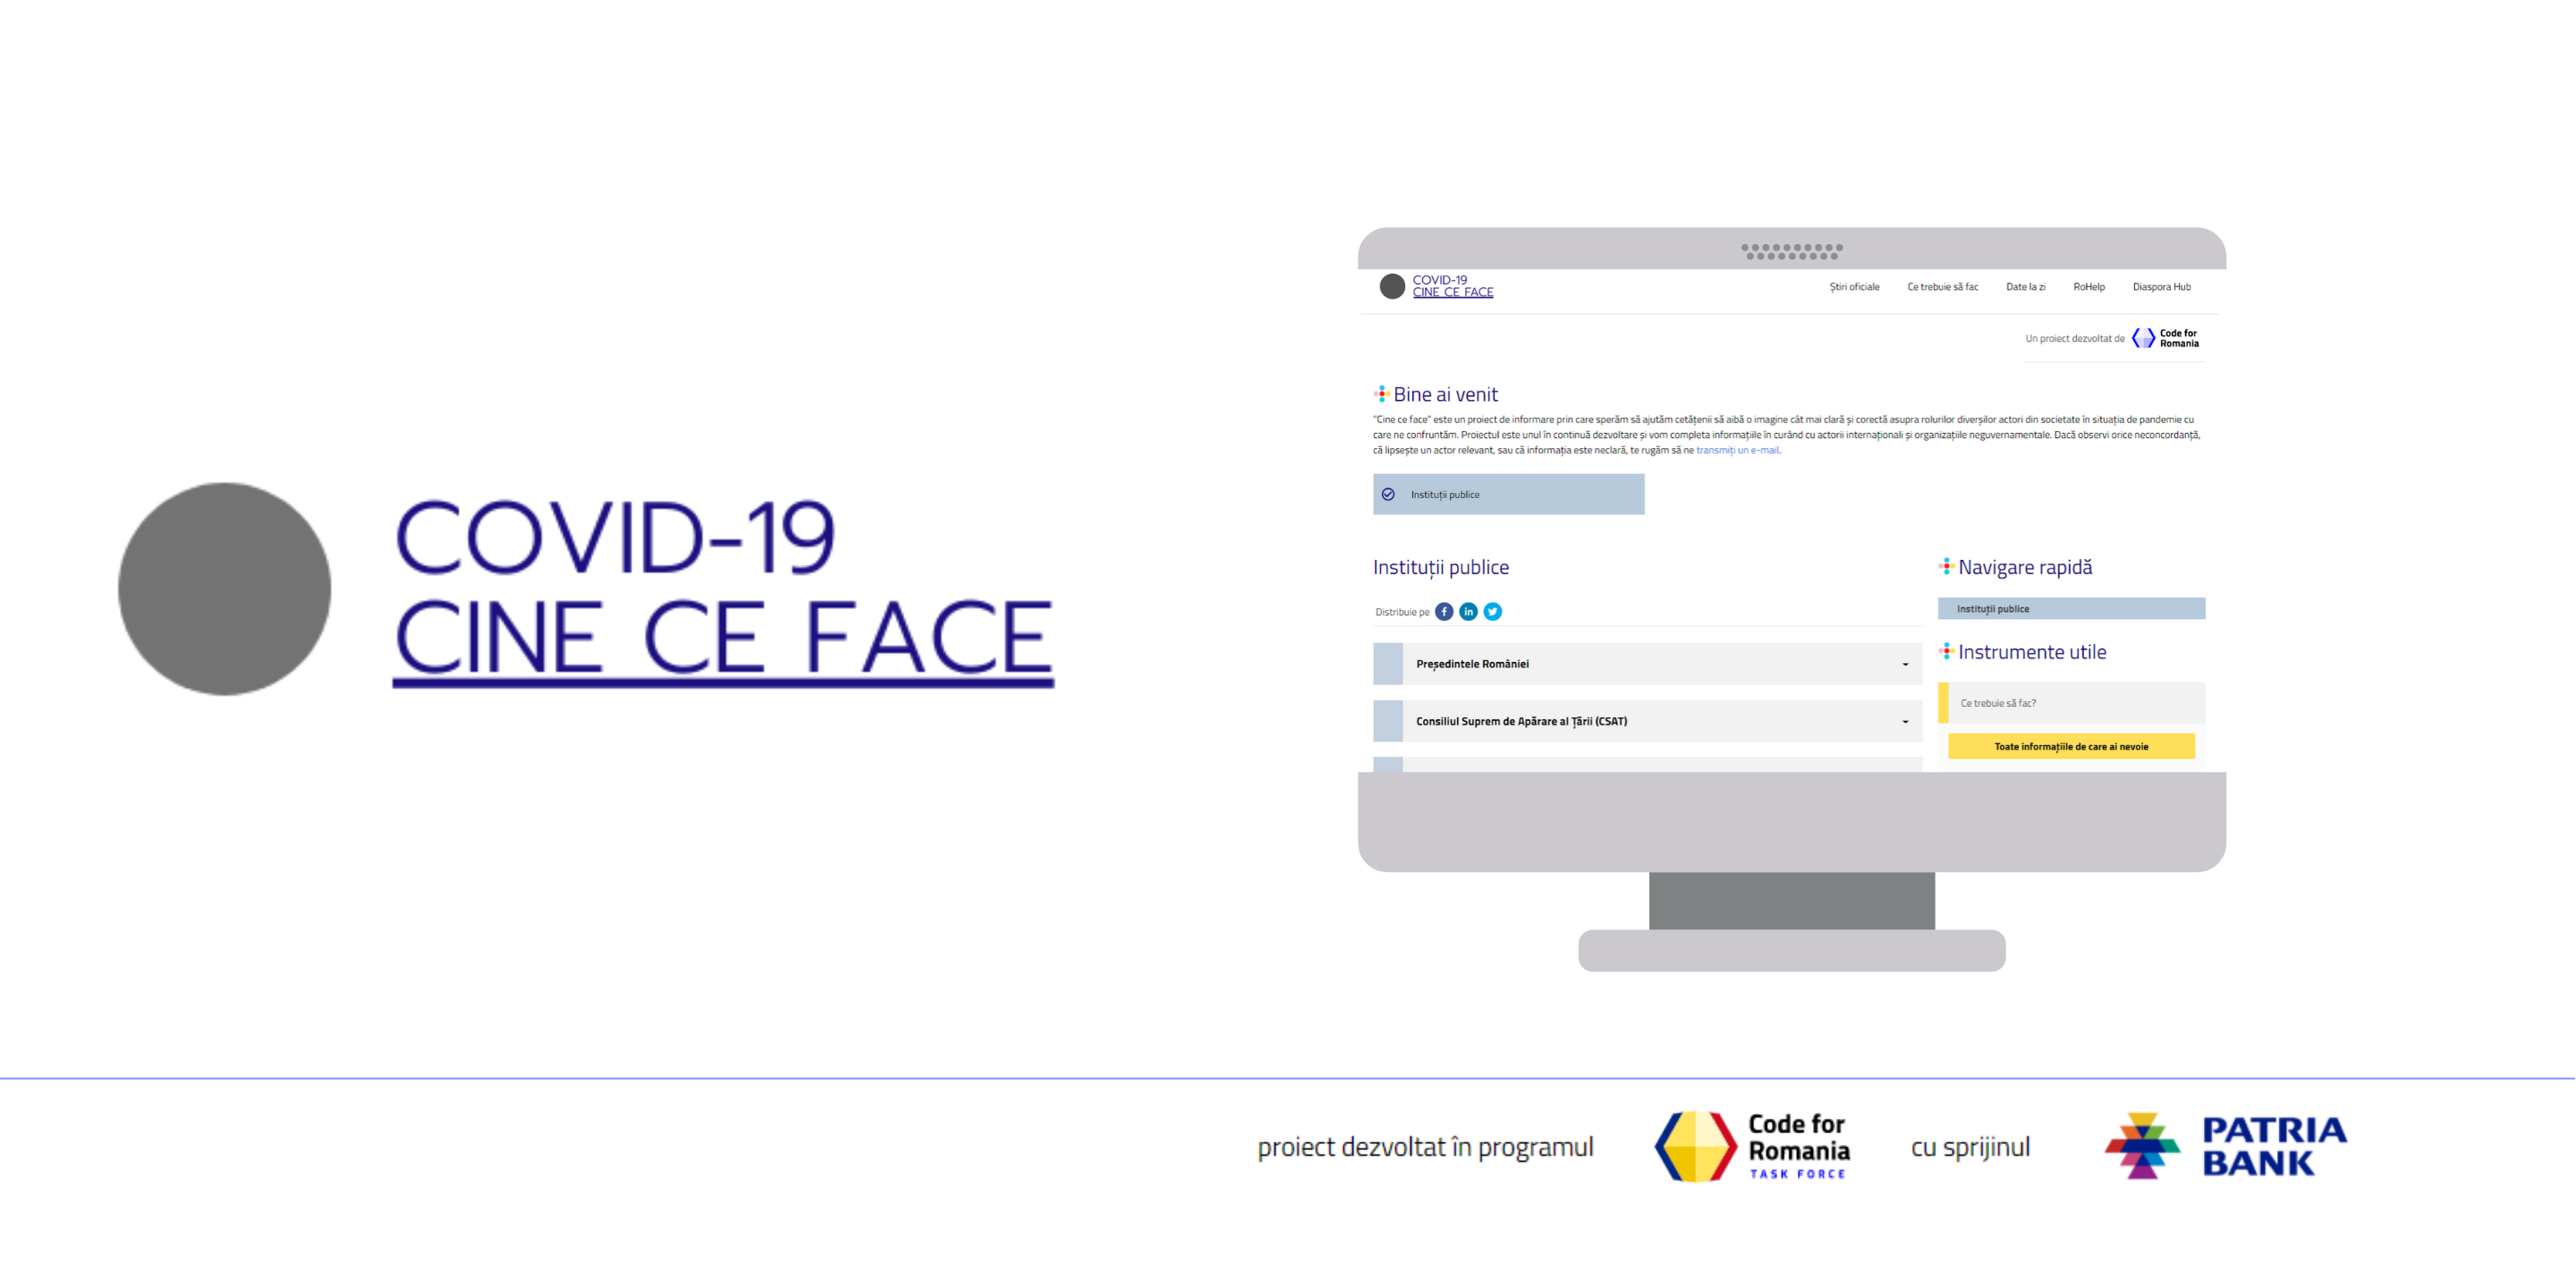 COVID-19
CINE CE FACE
COVID-19
CINE CE FACE
Știri oficiale
Ce trebuie să fac
Date la zi
RoHelp
Diaspora Hub
Un proiect dezvoltat de
Code for
Romania
Bine ai venit
"Cine ce face" este un proiect de informare prin care sperăm să ajutăm cetățenii să aibă o imagine cât mai clară și corectă asupra rolurilor diverșilor actori din societate în situația de pandemie cu
care ne confruntăm. Proiectul este unul în continuă dezvoltare și vom completa informațiile în curând cu actorii internaționali și organizațiile neguvernamentale. Dacă observi orice neconcordanță,
că lipsește un actor relevant, sau că informația este neclară, te rugăm să ne transmiți un e-mail.
Instituții publice
Instituții publice
Distribuie pe
Președintele României
Consiliul Suprem de Apărare al Țării (CSAT)
Navigare rapidă
Instituții publice
Instrumente utile
Ce trebuie să fac?
Toate informațiile de care ai nevoie
proiect dezvoltat în programul
Code for
Romania
TASK FORCE
cu sprijinul
PATRIA
BANK